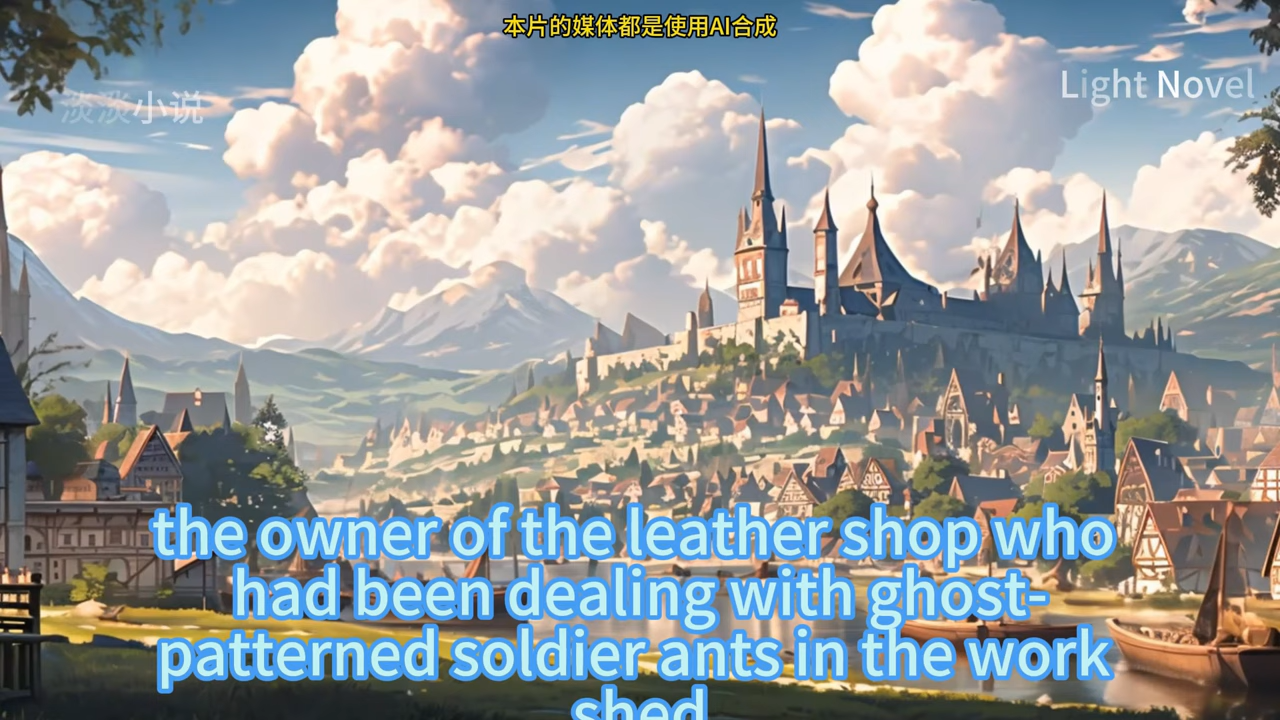 本片的媒体都是使用AI合成
淡淡小说
Light Novel
the owner of the leather shop who
had been dealing with ghost-
patterned soldier ants in the work
shed